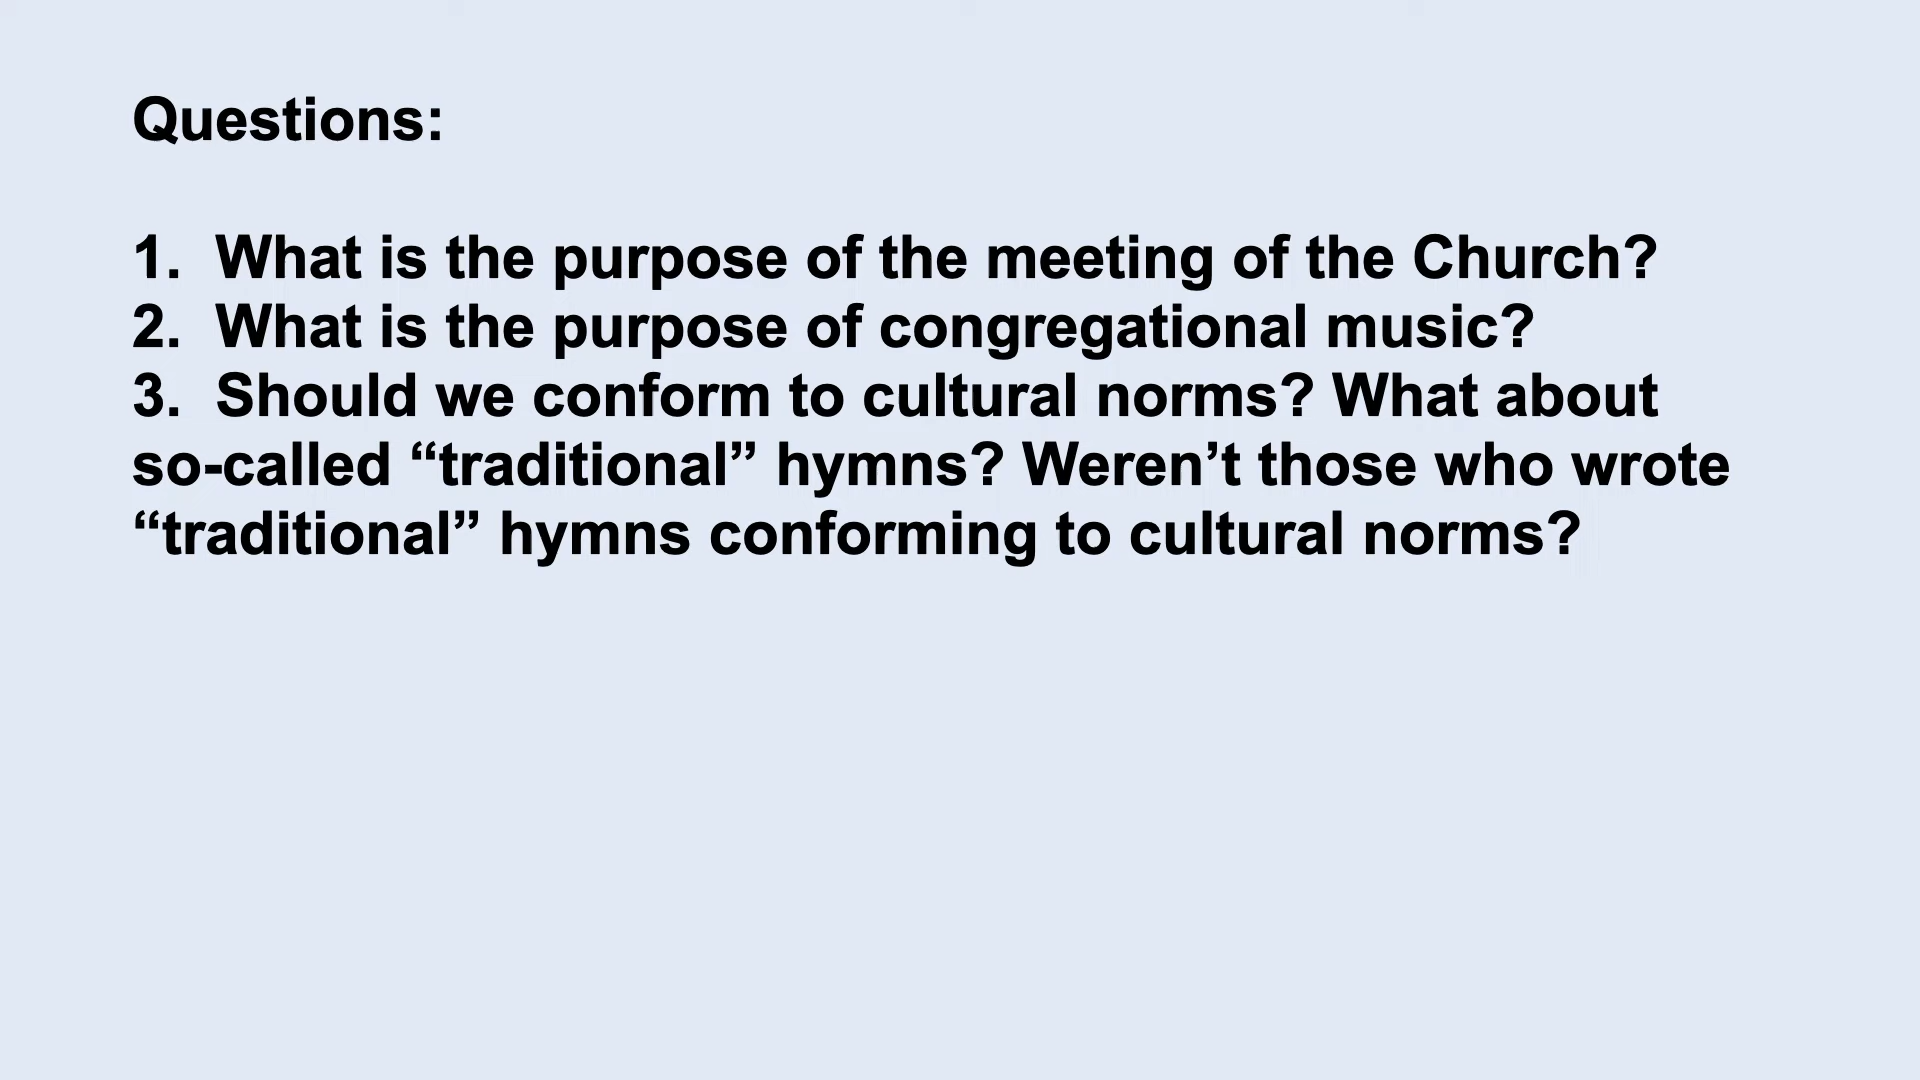 Questions:
1. What is the purpose of the meeting of the Church?
2. What is the purpose of congregational music?
3. Should we conform to cultural norms? What about
so-called “traditional” hymns? Weren’t those who wrote
“traditional” hymns conforming to cultural norms?